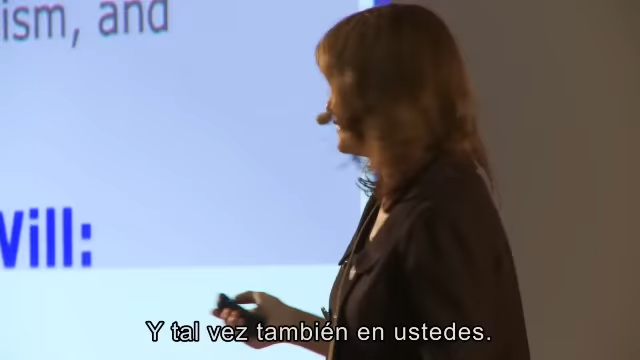 ism, and
Will:
Y tal vez también en ustedes.